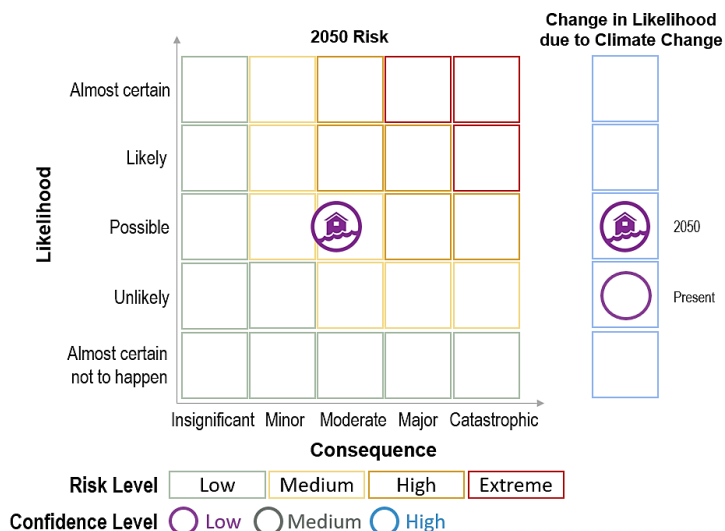 2050 Risk
Change in Likelihood
due to Climate Change
Likelihood
Almost certain
Likely
Possible
Unlikely
Almost certain
not to happen
2050
Present
Insignificant Minor Moderate Major Catastrophic
Consequence
Risk Level Low Medium High Extreme
Confidence Level Low Medium High